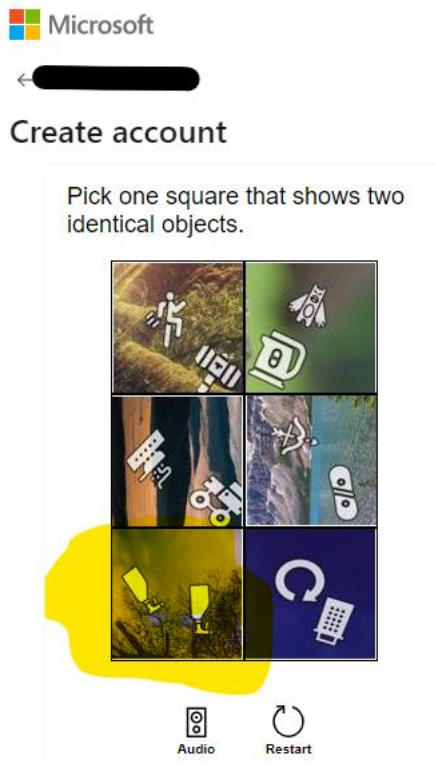 Microsoft
Create account
Pick one square that shows two
identical objects.
Audio
Restart